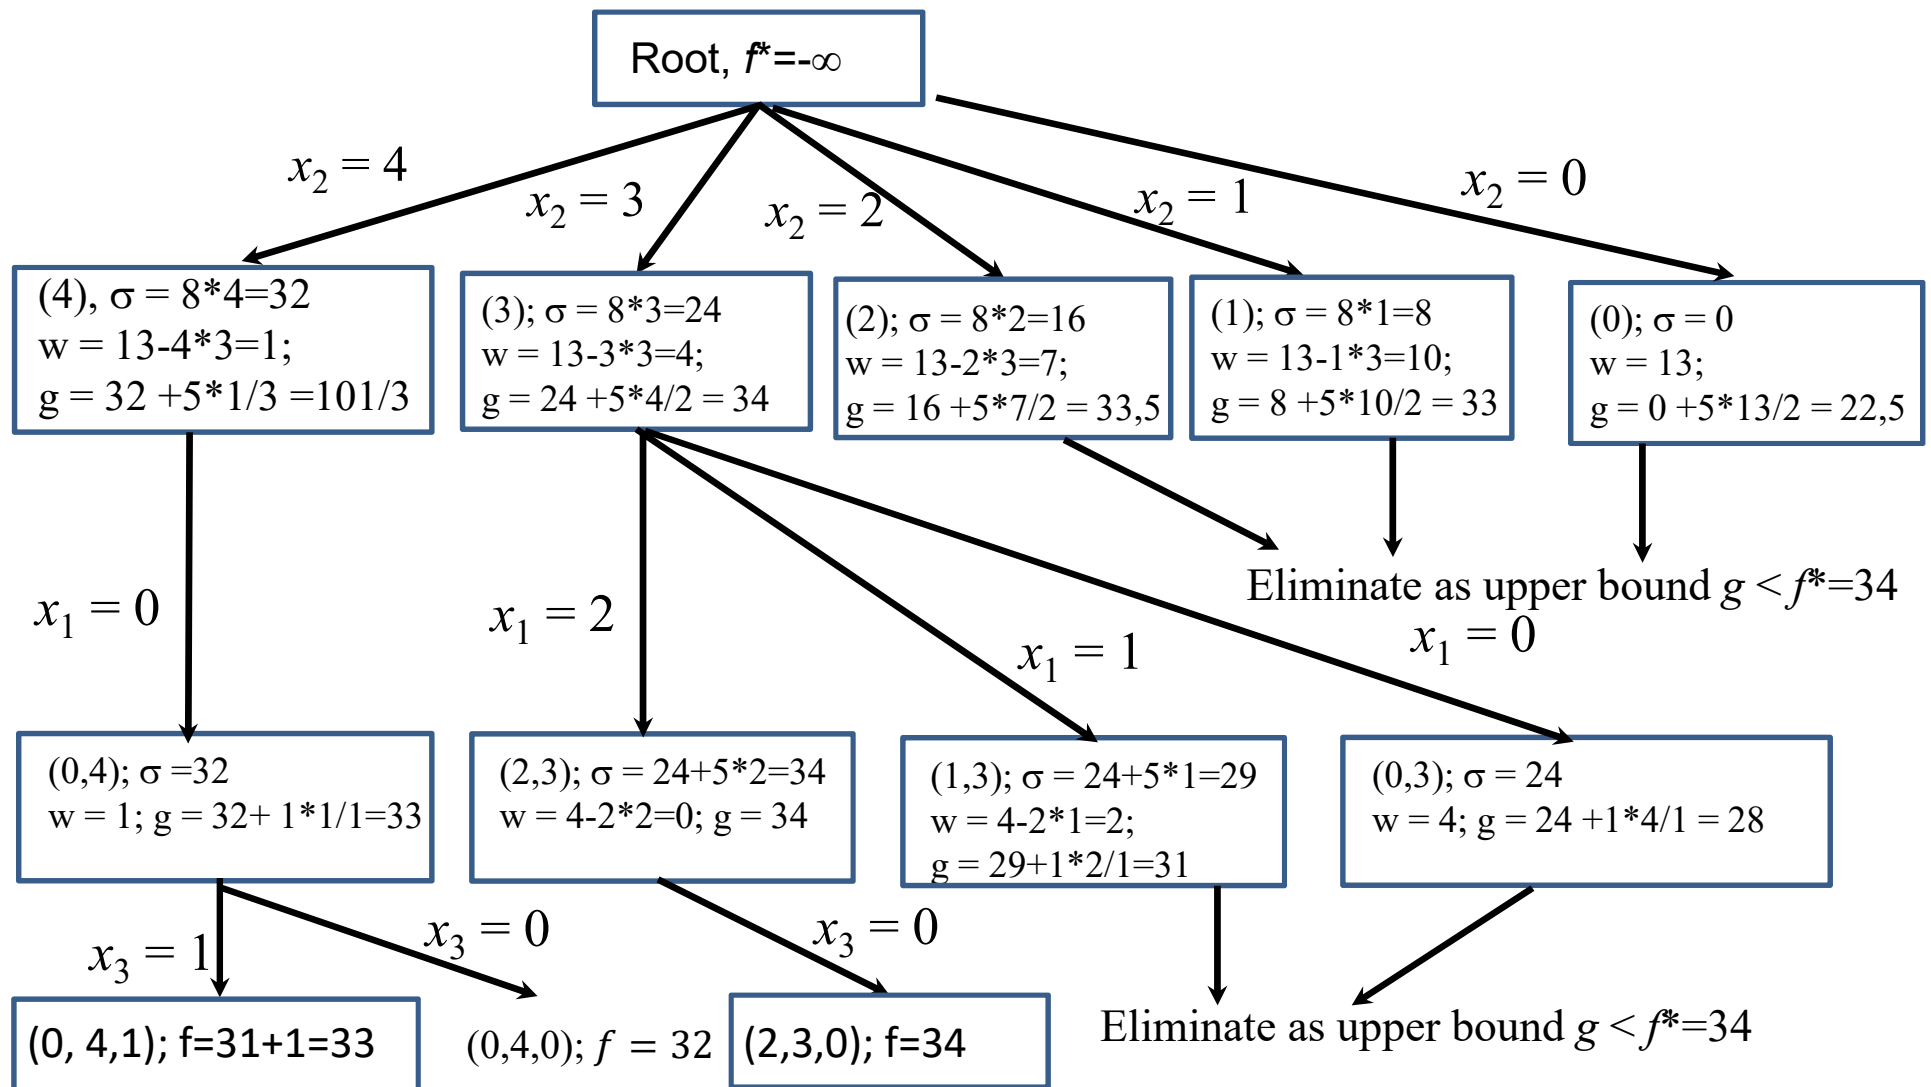 Root, f*=-∞
x₂ = 4
x₂ = 3
x₂ = 2
x₂ = 1
x₂ = 0
(4), σ = 8*4=32
w = 13-4*3=1;
g = 32 +5*1/3 =101/3
(3); σ = 8*3=24
w = 13-3*3=4;
g = 24 +5*4/2 = 34
(2); σ = 8*2=16
w = 13-2*3=7;
g = 16 +5*7/2 = 33,5
(1); σ = 8*1=8
w = 13-1*3=10;
g = 8 +5*10/2 = 33
(0); σ = 0
w = 13;
g = 0 +5*13/2 = 22,5
Eliminate as upper bound g < f*=34
x₁ = 0
x₁ = 2
x₁ = 1
x₁ = 0
(0,4); σ =32
w = 1; g = 32+ 1*1/1=33
(2,3); σ = 24+5*2=34
w = 4-2*2=0; g = 34
(1,3); σ = 24+5*1=29
w = 4-2*1=2;
g = 29+1*2/1=31
(0,3); σ = 24
w = 4; g = 24 +1*4/1 = 28
x₃ = 1
x₃ = 0
x₃ = 0
(0, 4,1); f=31+1=33
(0,4,0); f = 32
(2,3,0); f=34
Eliminate as upper bound g < f*=34